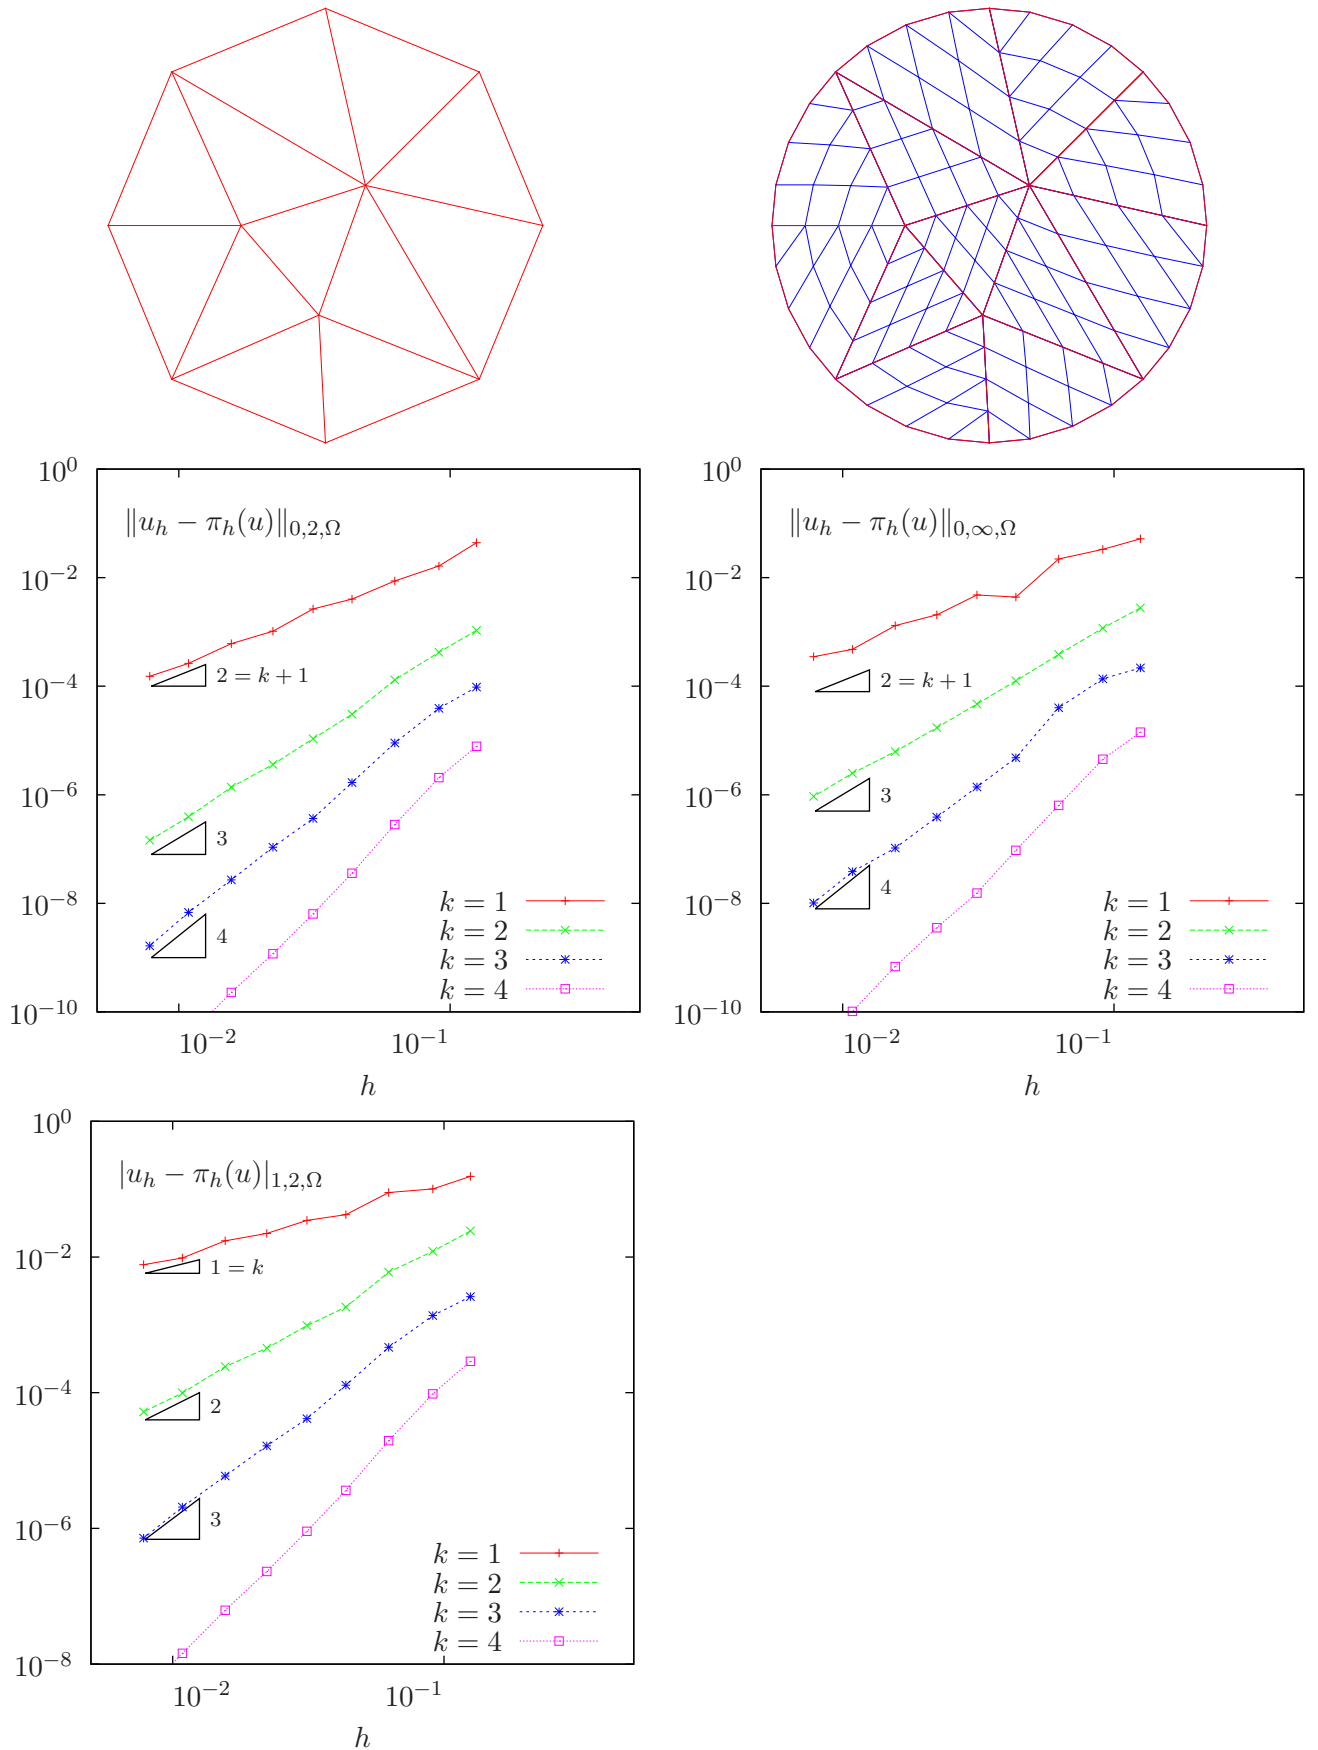 10^0
10^{-2}
10^{-4}
10^{-6}
10^{-8}
10^{-10}
‖u_h − π_h(u)‖_{0,2,Ω}
2 = k + 1
3
4
k = 1
k = 2
k = 3
k = 4
10^{-2}
10^{-1}
h
10^0
10^{-2}
10^{-4}
10^{-6}
10^{-8}
10^{-10}
‖u_h − π_h(u)‖_{0,∞,Ω}
2 = k + 1
3
4
k = 1
k = 2
k = 3
k = 4
10^{-2}
10^{-1}
h
10^0
10^{-2}
10^{-4}
10^{-6}
10^{-8}
|u_h − π_h(u)|_{1,2,Ω}
1 = k
2
3
k = 1
k = 2
k = 3
k = 4
10^{-2}
10^{-1}
h